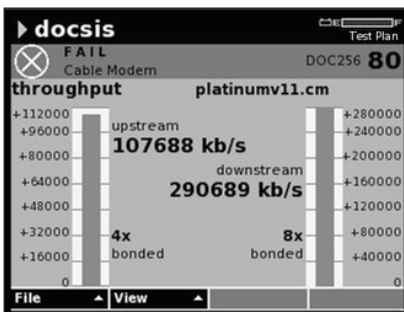 docsis
E F
Test Plan
FAIL
Cable Modem
DOC256 80
throughput platinumv11.cm
+112000
+96000
+80000
+64000
+48000
+32000
+16000
0
upstream
107688 kb/s
downstream
290689 kb/s
4x
bonded
8x
bonded
+280000
+240000
+200000
+160000
+120000
+80000
+40000
0
File View